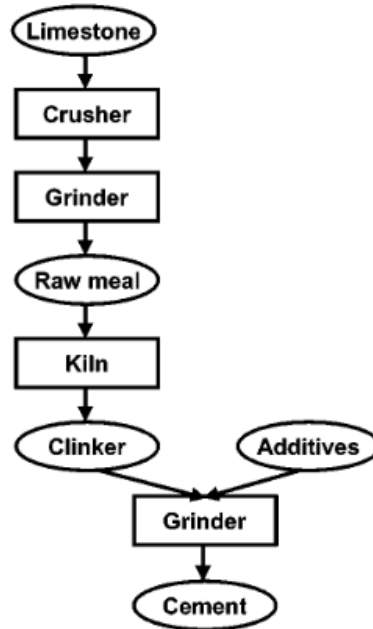 Limestone
Crusher
Grinder
Raw meal
Kiln
Clinker
Additives
Grinder
Cement